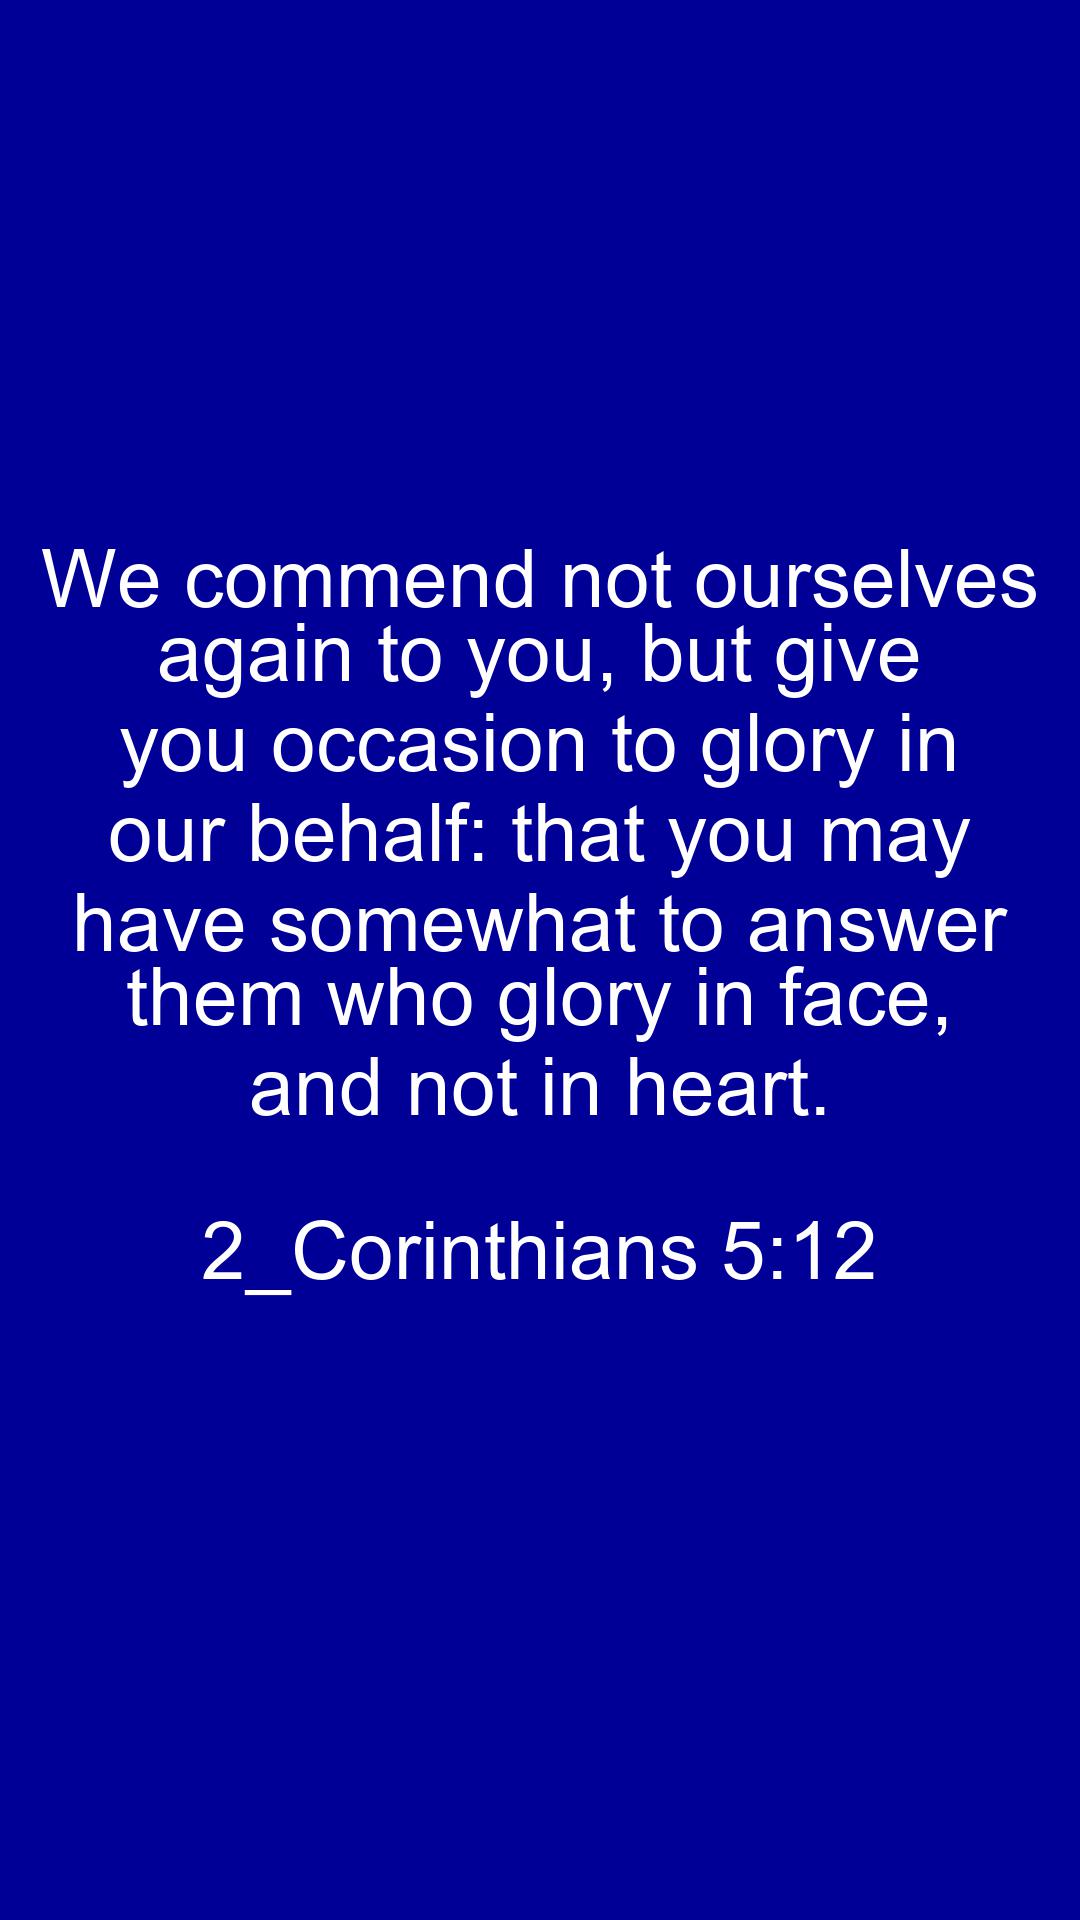 We commend not ourselves
again to you, but give
you occasion to glory in
our behalf: that you may
have somewhat to answer
them who glory in face,
and not in heart.
2_Corinthians 5:12